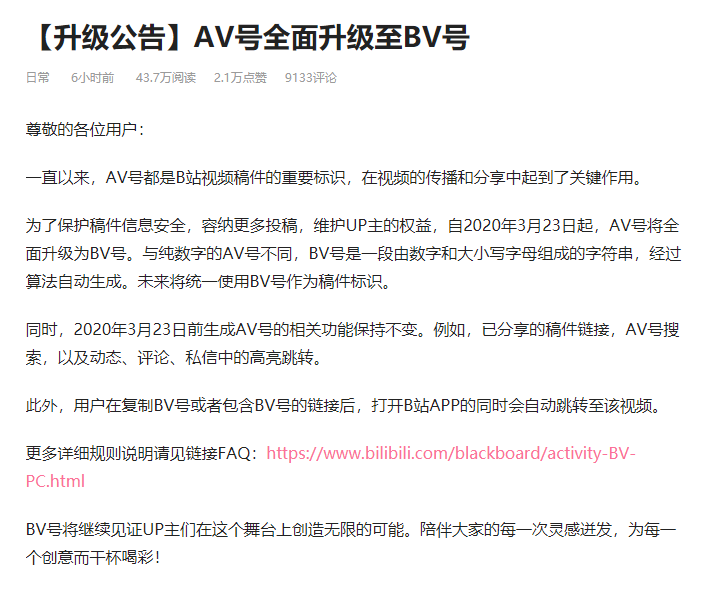 【升级公告】AV号全面升级至BV号
日常 6小时前 43.7万阅读 2.1万点赞 9133评论
尊敬的各位用户：
一直以来，AV号都是B站视频稿件的重要标识，在视频的传播和分享中起到了关键作用。
为了保护稿件信息安全，容纳更多投稿，维护UP主的权益，自2020年3月23日起，AV号将全
面升级为BV号。与纯数字的AV号不同，BV号是一段由数字和大小写字母组成的字符串，经过
算法自动生成。未来将统一使用BV号作为稿件标识。
同时，2020年3月23日前生成AV号的相关功能保持不变。例如，已分享的稿件链接，AV号搜
索，以及动态、评论、私信中的高亮跳转。
此外，用户在复制BV号或者包含BV号的链接后，打开B站APP的同时会自动跳转至该视频。
更多详细规则说明请见链接FAQ：https://www.bilibili.com/blackboard/activity-BV-
PC.html
BV号将继续见证UP主们在这个舞台上创造无限的可能。陪伴大家的每一次灵感迸发，为每一
个创意而干杯喝彩！